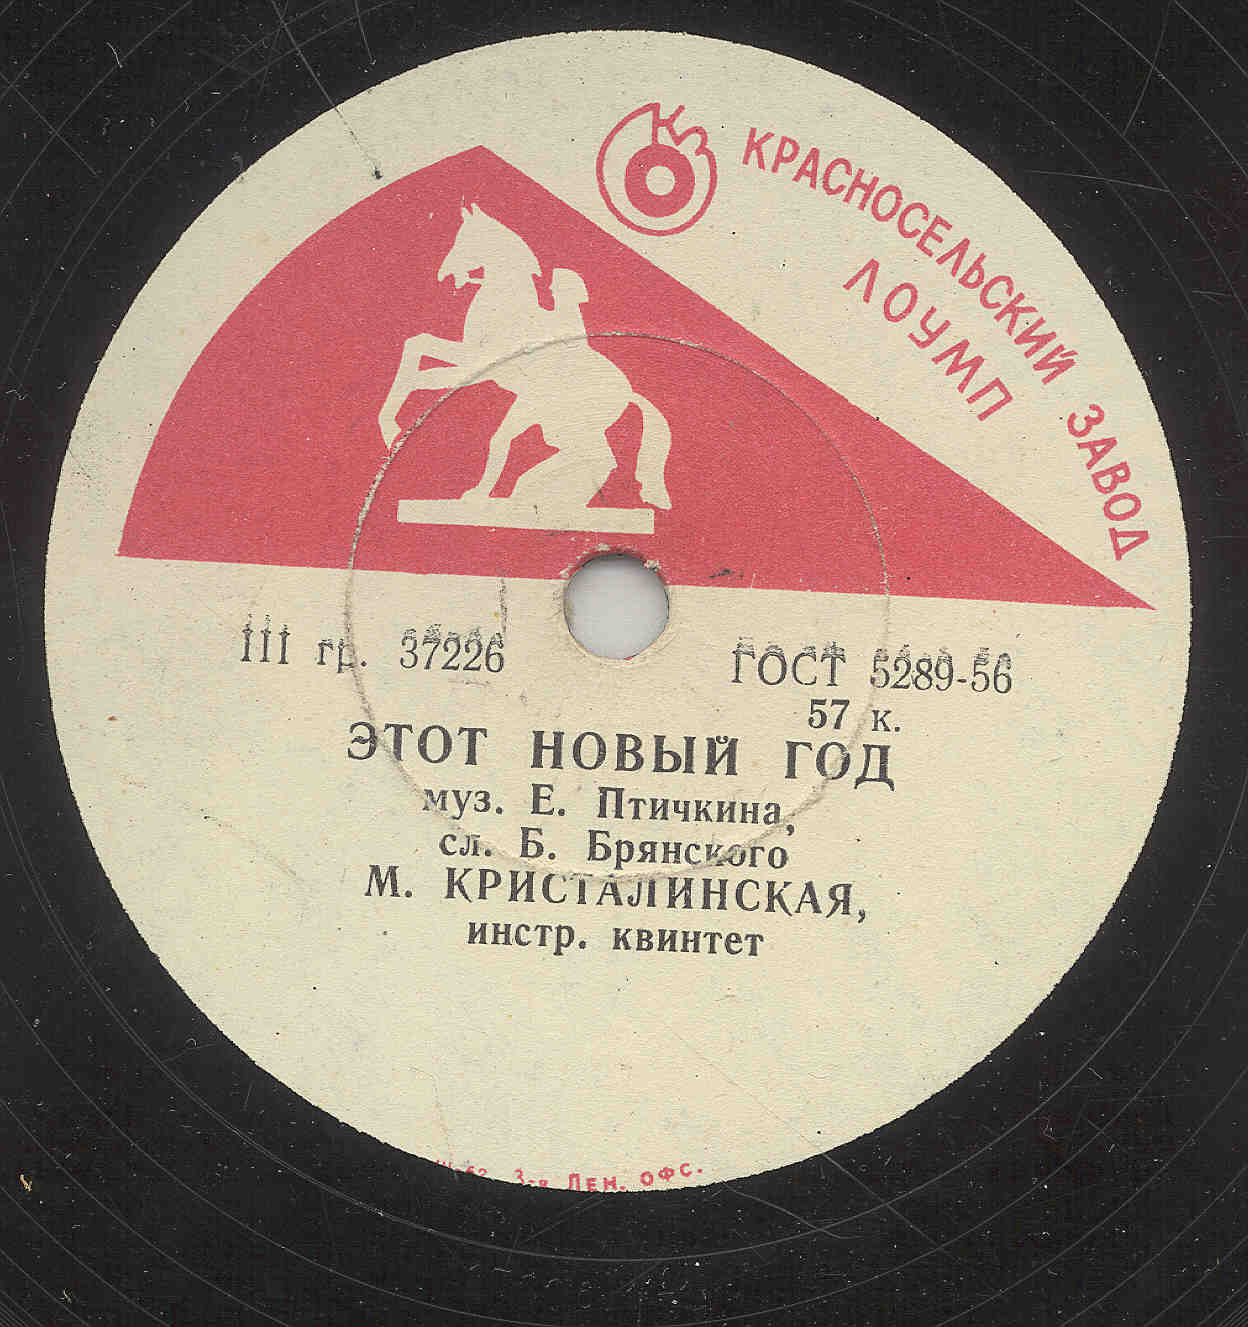 КРАСНОСЕЛЬСКИЙ ЗАВОД
ЛОУМП
III гр. 37226
ГОСТ 5289-56
57 к.
ЭТОТ НОВЫЙ ГОД
муз. Е. Птичкина,
сл. Б. Брянского
М. КРИСТАЛИНСКАЯ,
инстр. квинтет
3-я ЛЕН. ОФС.